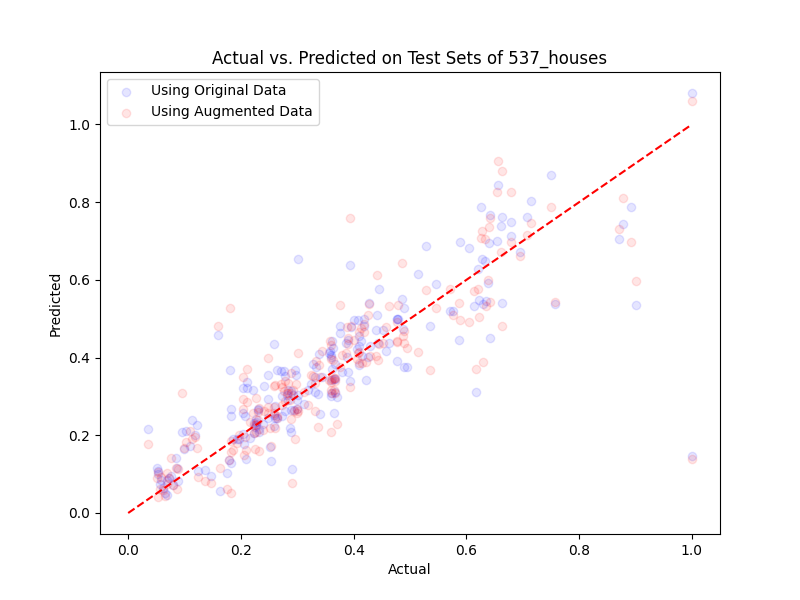 Actual vs. Predicted on Test Sets of 537_houses
Using Original Data
Using Augmented Data
Predicted
1.0
0.8
0.6
0.4
0.2
0.0
0.0 0.2 0.4 0.6 0.8 1.0
Actual